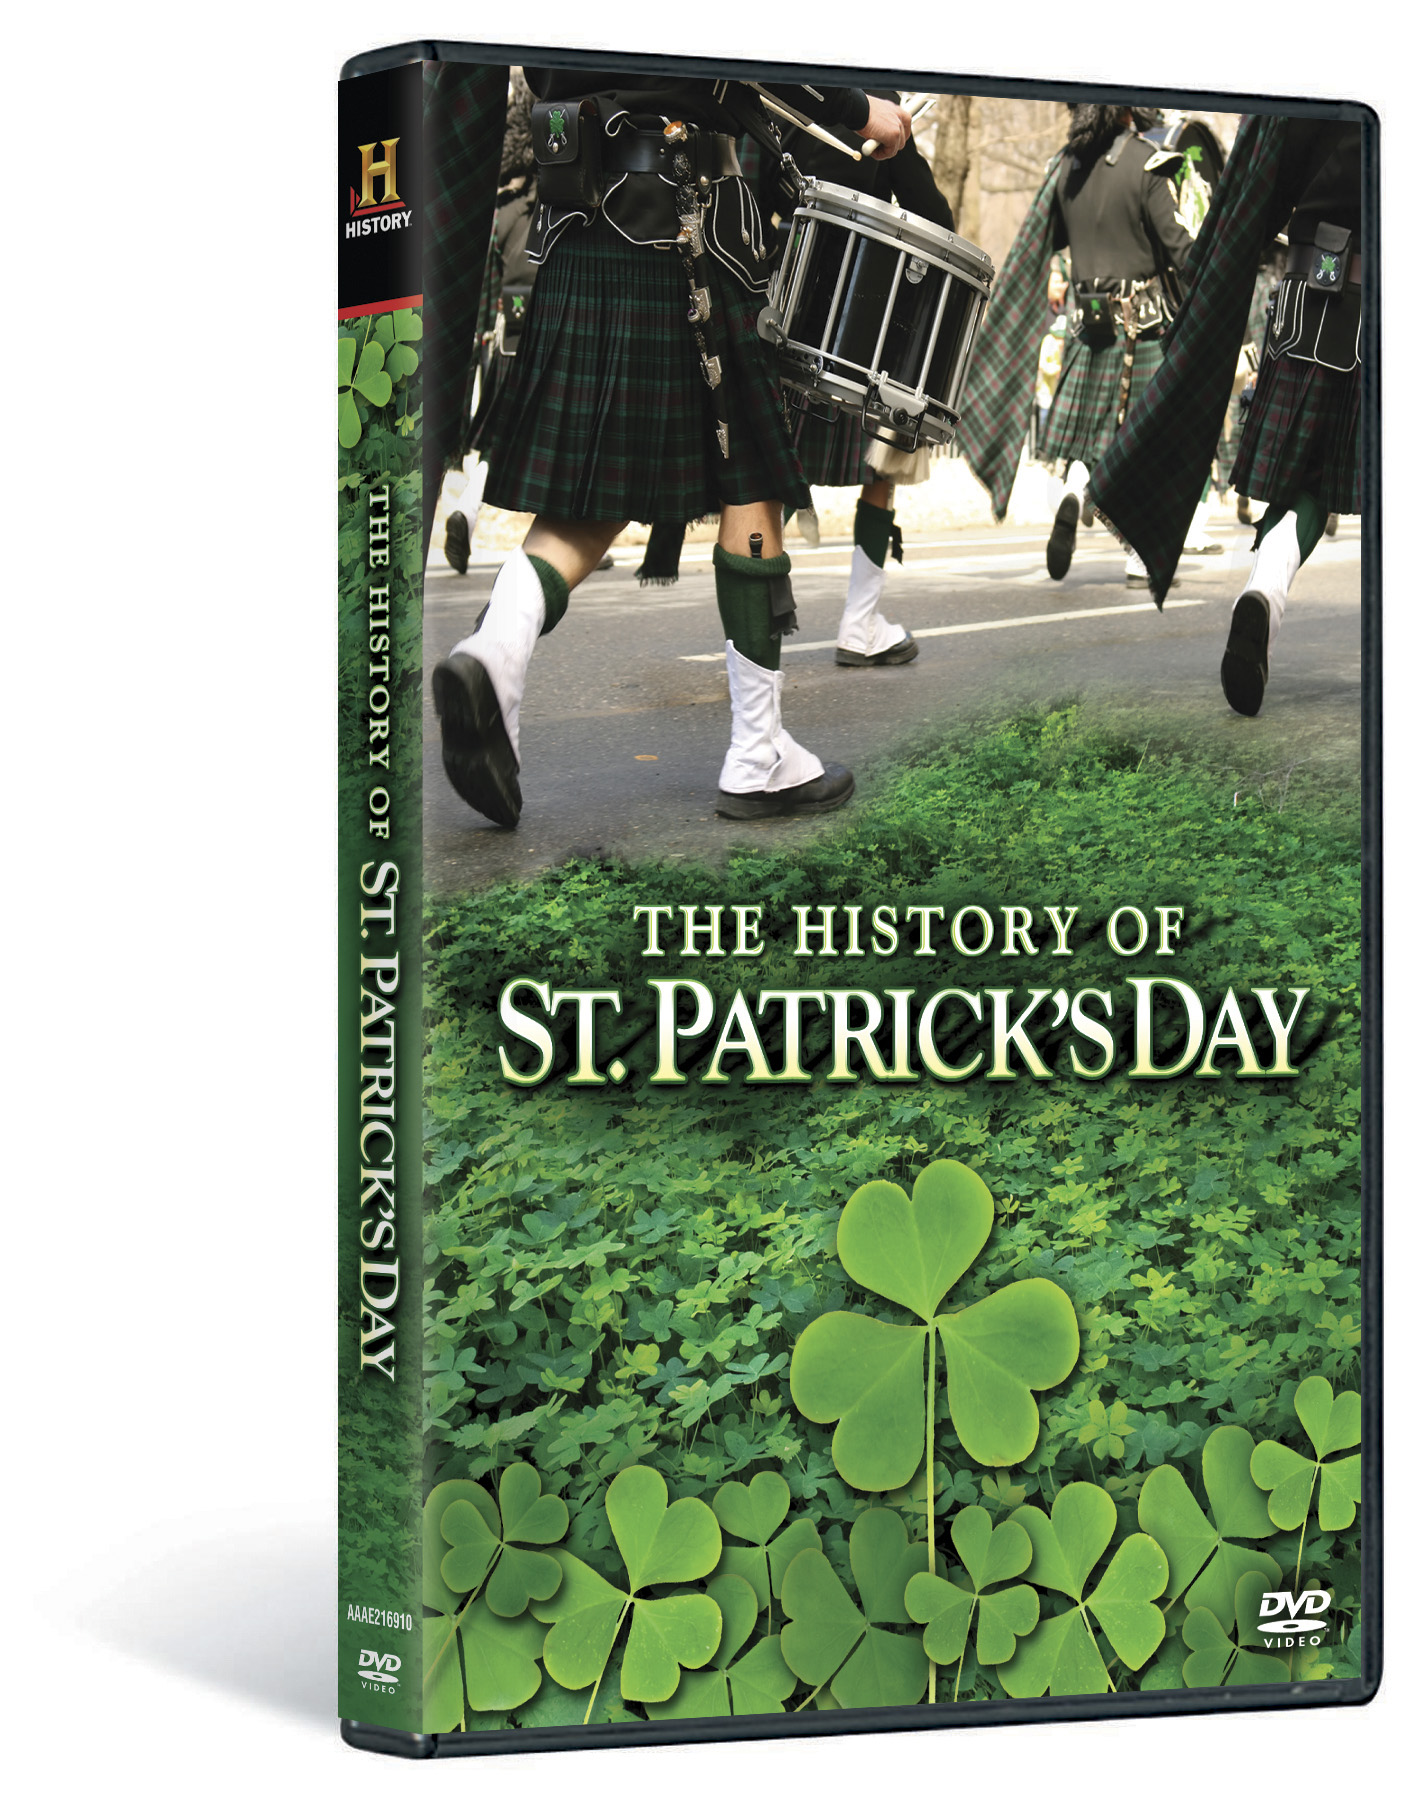 H
HISTORY
THE HISTORY OF ST. PATRICK'S DAY
AAAE216910
DVD
VIDEO
THE HISTORY OF
ST. PATRICK'S DAY
DVD
VIDEO